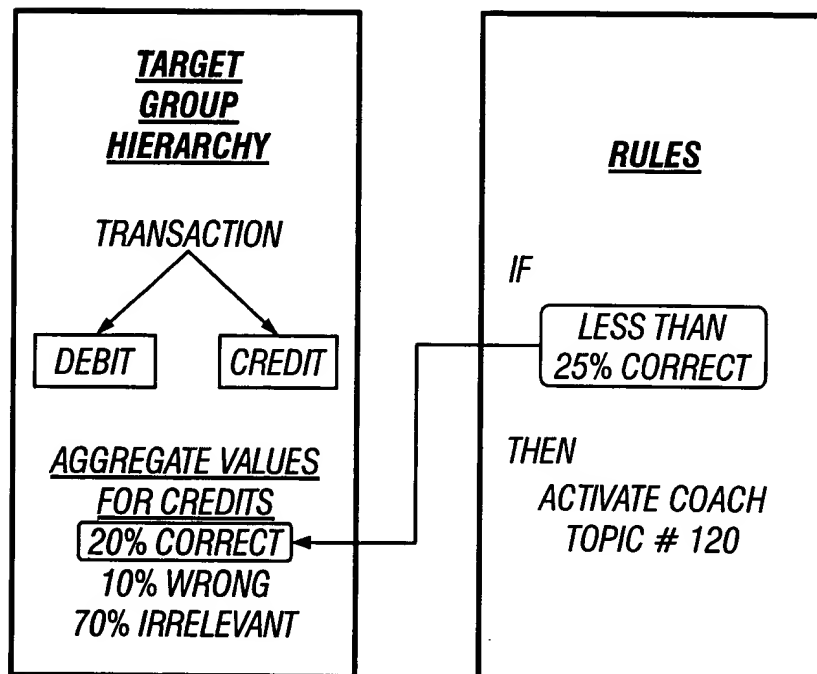 TARGET
GROUP
HIERARCHY
TRANSACTION
DEBIT
CREDIT
AGGREGATE VALUES
FOR CREDITS
20% CORRECT
10% WRONG
70% IRRELEVANT
RULES
IF
LESS THAN
25% CORRECT
THEN
ACTIVATE COACH
TOPIC # 120